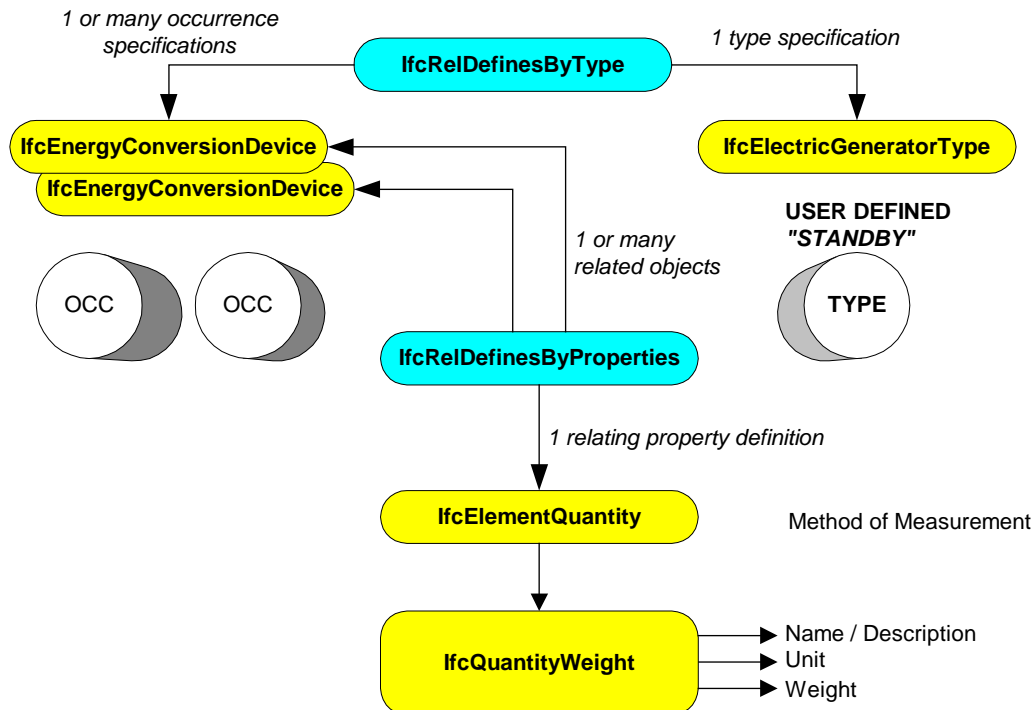 1 or many occurrence
specifications
1 type specification
IfcRelDefinesByType
IfcEnergyConversionDevice
IfcElectricGeneratorType
IfcEnergyConversionDevice
USER DEFINED
"STANDBY"
1 or many
related objects
OCC
OCC
TYPE
IfcRelDefinesByProperties
1 relating property definition
IfcElementQuantity
Method of Measurement
Name / Description
IfcQuantityWeight
Unit
Weight